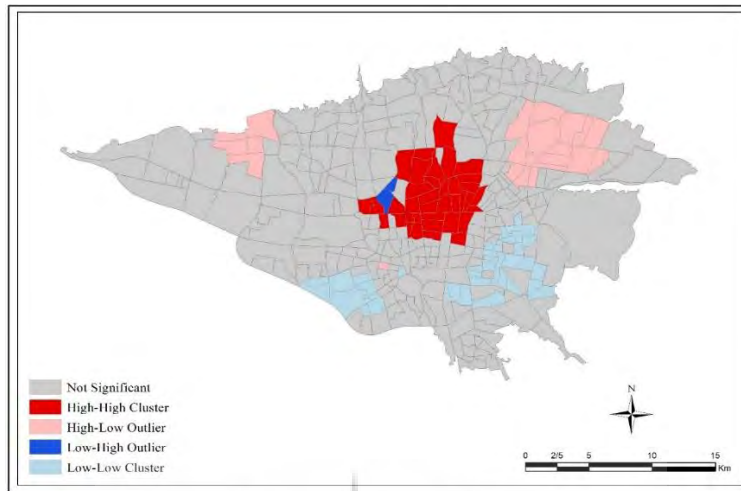 Not Significant
High-High Cluster
High-Low Outlier
Low-High Outlier
Low-Low Cluster
N
0 2/5 5 10 15
Km